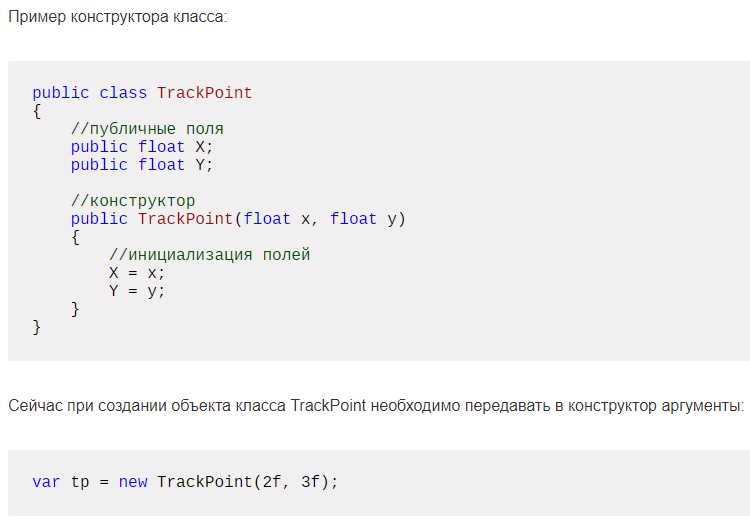 Пример конструктора класса:
public class TrackPoint
{
    //публичные поля
    public float X;
    public float Y;

    //конструктор
    public TrackPoint(float x, float y)
    {
        //инициализация полей
        X = x;
        Y = y;
    }
}
Сейчас при создании объекта класса TrackPoint необходимо передавать в конструктор аргументы:
var tp = new TrackPoint(2f, 3f);